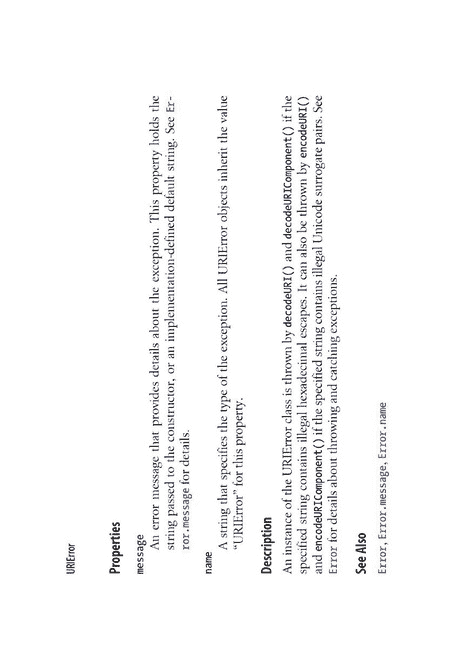 URIError
Properties
message
An error message that provides details about the exception. This property holds the
string passed to the constructor, or an implementation-defined default string. See Er-
ror.message for details.
name
A string that specifies the type of the exception. All URIError objects inherit the value
“URIError” for this property.
Description
An instance of the URIError class is thrown by decodeURI() and decodeURIComponent() if the
specified string contains illegal hexadecimal escapes. It can also be thrown by encodeURI()
and encodeURIComponent() if the specified string contains illegal Unicode surrogate pairs. See
Error for details about throwing and catching exceptions.
See Also
Error, Error.message, Error.name